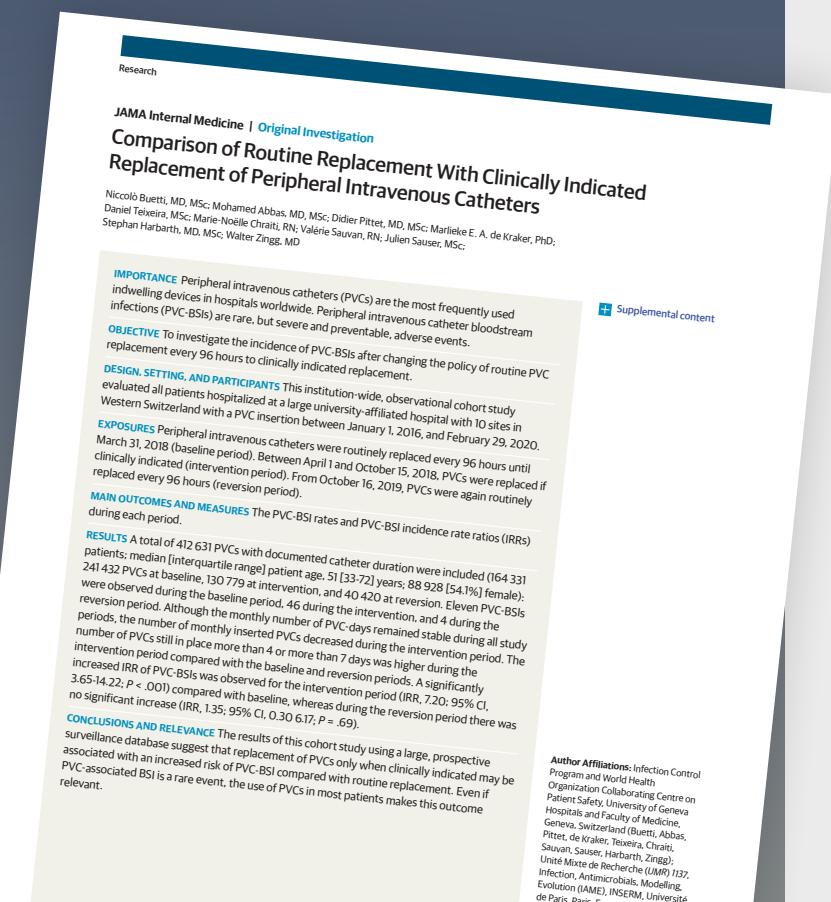 Research
JAMA Internal Medicine | Original Investigation
Comparison of Routine Replacement With Clinically Indicated
Replacement of Peripheral Intravenous Catheters
Niccolò Buetti, MD, MSc; Mohamed Abbas, MD, MSc; Didier Pittet, MD, MSc; Marlieke E. A. de Kraker, PhD;
Daniel Teixeira, MSc; Marie-Noëlle Chraiti, RN; Valérie Sauvan, RN; Julien Sauser, MSc;
Stephan Harbarth, MD, MSc; Walter Zingg, MD
IMPORTANCE Peripheral intravenous catheters (PVCs) are the most frequently used
indwelling devices in hospitals worldwide. Peripheral intravenous catheter bloodstream
infections (PVC-BSIs) are rare, but severe and preventable, adverse events.
OBJECTIVE To investigate the incidence of PVC-BSIs after changing the policy of routine PVC
replacement every 96 hours to clinically indicated replacement.
DESIGN, SETTING, AND PARTICIPANTS This institution-wide, observational cohort study
evaluated all patients hospitalized at a large university-affiliated hospital with 10 sites in
Western Switzerland with a PVC insertion between January 1, 2016, and February 29, 2020.
EXPOSURES Peripheral intravenous catheters were routinely replaced every 96 hours until
March 31, 2018 (baseline period). Between April 1 and October 15, 2018, PVCs were replaced if
clinically indicated (intervention period). From October 16, 2019, PVCs were again routinely
replaced every 96 hours (reversion period).
MAIN OUTCOMES AND MEASURES The PVC-BSI rates and PVC-BSI incidence rate ratios (IRRs)
during each period.
RESULTS A total of 412 631 PVCs with documented catheter duration were included (164 331
patients; median [interquartile range] patient age, 51 [33-72] years; 88 928 [54.1%] female):
241 432 PVCs at baseline, 130 779 at intervention, and 40 420 at reversion. Eleven PVC-BSIs
were observed during the baseline period, 46 during the intervention, and 4 during the
reversion period. Although the monthly number of PVC-days remained stable during all study
periods, the number of monthly inserted PVCs decreased during the intervention period. The
number of PVCs still in place more than 4 or more than 7 days was higher during the
intervention period compared with the baseline and reversion periods. A significantly
increased IRR of PVC-BSIs was observed for the intervention period (IRR, 7.20; 95% CI,
3.65-14.22; P < .001) compared with baseline, whereas during the reversion period there was
no significant increase (IRR, 1.35; 95% CI, 0.30 6.17; P = .69).
CONCLUSIONS AND RELEVANCE The results of this cohort study using a large, prospective
surveillance database suggest that replacement of PVCs only when clinically indicated may be
associated with an increased risk of PVC-BSI compared with routine replacement. Even if
PVC-associated BSI is a rare event, the use of PVCs in most patients makes this outcome
relevant.
Supplemental content
Author Affiliations: Infection Control
Program and World Health
Organization Collaborating Centre on
Patient Safety, University of Geneva
Hospitals and Faculty of Medicine,
Geneva, Switzerland (Buetti, Abbas,
Pittet, de Kraker, Teixeira, Chraiti,
Sauvan, Sauser, Harbarth, Zingg);
Unité Mixte de Recherche (UMR) 1137,
Infection, Antimicrobials, Modelling,
Evolution (IAME), INSERM, Université
de Paris, Paris,